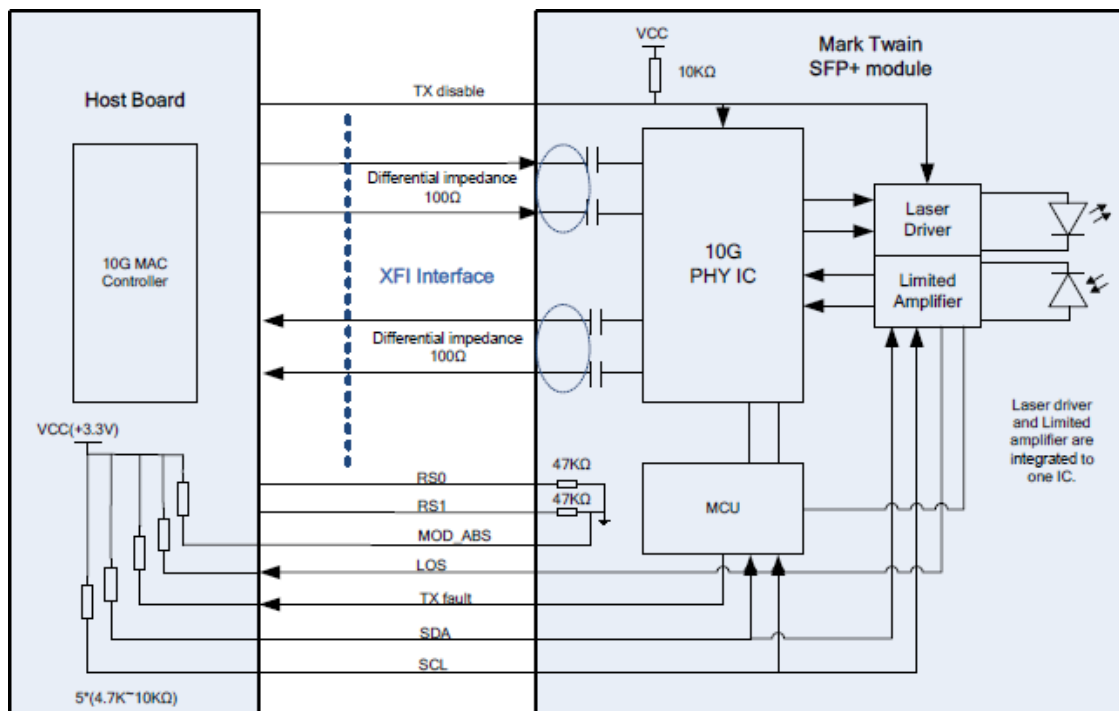 VCC
Mark Twain
SFP+ module
10KΩ
Host Board
TX disable
Differential impedance
100Ω
Laser
Driver
10G MAC
Controller
XFI Interface
10G
PHY IC
Limited
Amplifier
Differential impedance
100Ω
Laser driver
and Limited
amplifier are
integrated to
one IC.
VCC(+3.3V)
47KΩ
RS0
47KΩ
RS1
MCU
MOD_ABS
LOS
TX fault
SDA
SCL
5*(4.7K~10KΩ)